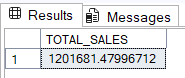 Results Messages
TOTAL_SALES
1 1201681.47996712